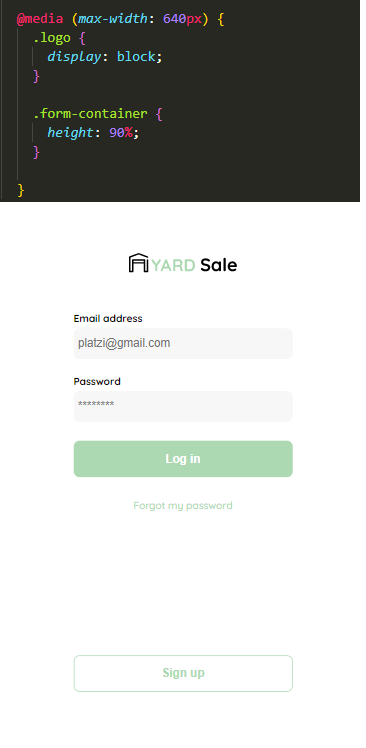 @media (max-width: 640px) {
.logo {
display: block;
}
.form-container {
height: 90%;
}
}
YARD Sale
Email address
platzi@gmail.com
Password
********
Log in
Forgot my password
Sign up